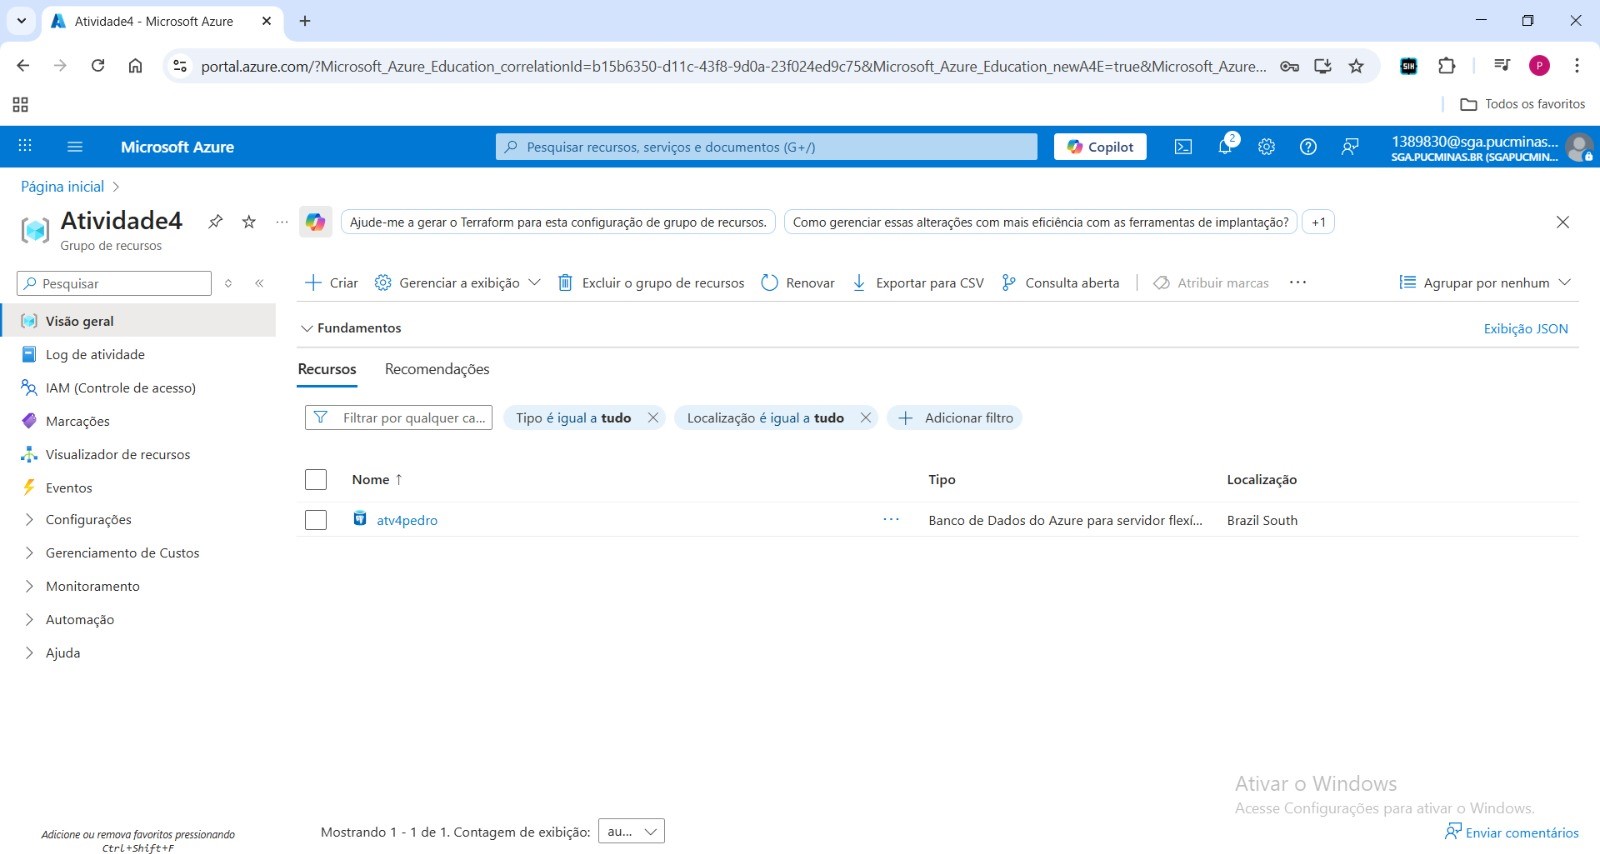 Atividade4 - Microsoft Azure
portal.azure.com/?Microsoft_Azure_Education_correlationId=b15b6350-d11c-43f8-9d0a-23f024ed9c75&Microsoft_Azure_Education_newA4E=true&Microsoft_Azure...
SIH
P
Todos os favoritos
Microsoft Azure
Pesquisar recursos, serviços e documentos (G+/)
Copilot
2
1389830@sga.pucminas...
SGA.PUCMINAS.BR (SGAPUCMIN...
Página inicial
Atividade4
Grupo de recursos
Ajude-me a gerar o Terraform para esta configuração de grupo de recursos.
Como gerenciar essas alterações com mais eficiência com as ferramentas de implantação?
+1
Pesquisar
Criar
Gerenciar a exibição
Excluir o grupo de recursos
Renovar
Exportar para CSV
Consulta aberta
Atribuir marcas
Agrupar por nenhum
Visão geral
Log de atividade
IAM (Controle de acesso)
Marcações
Visualizador de recursos
Eventos
Configurações
Gerenciamento de Custos
Monitoramento
Automação
Ajuda
Fundamentos
Exibição JSON
Recursos
Recomendações
Filtrar por qualquer ca...
Tipo é igual a tudo
Localização é igual a tudo
Adicionar filtro
Nome ↑
Tipo
Localização
atv4pedro
Banco de Dados do Azure para servidor flexí...
Brazil South
Ativar o Windows
Acesse Configurações para ativar o Windows.
Adicione ou remova favoritos pressionando
Ctrl+Shift+F
Mostrando 1 - 1 de 1. Contagem de exibição:
au...
Enviar comentários